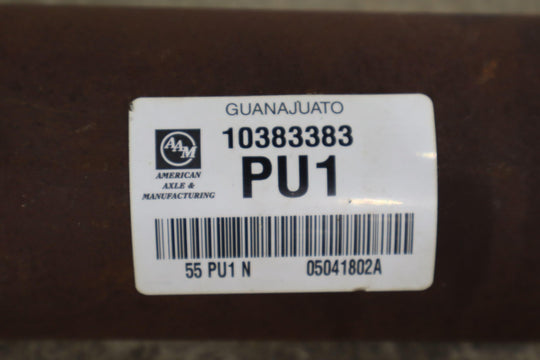 GUANAJUATO
10383383
AAM
PU1
AMERICAN
AXLE &
MANUFACTURING
55 PU1 N 05041802A